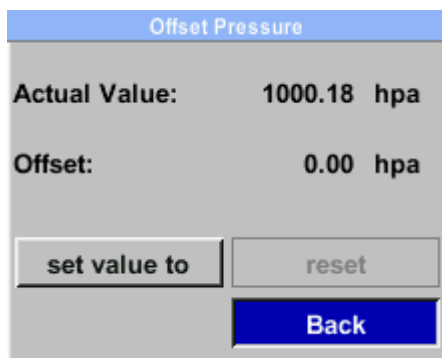 Offset Pressure
Actual Value: 1000.18 hpa
Offset: 0.00 hpa
set value to reset
Back